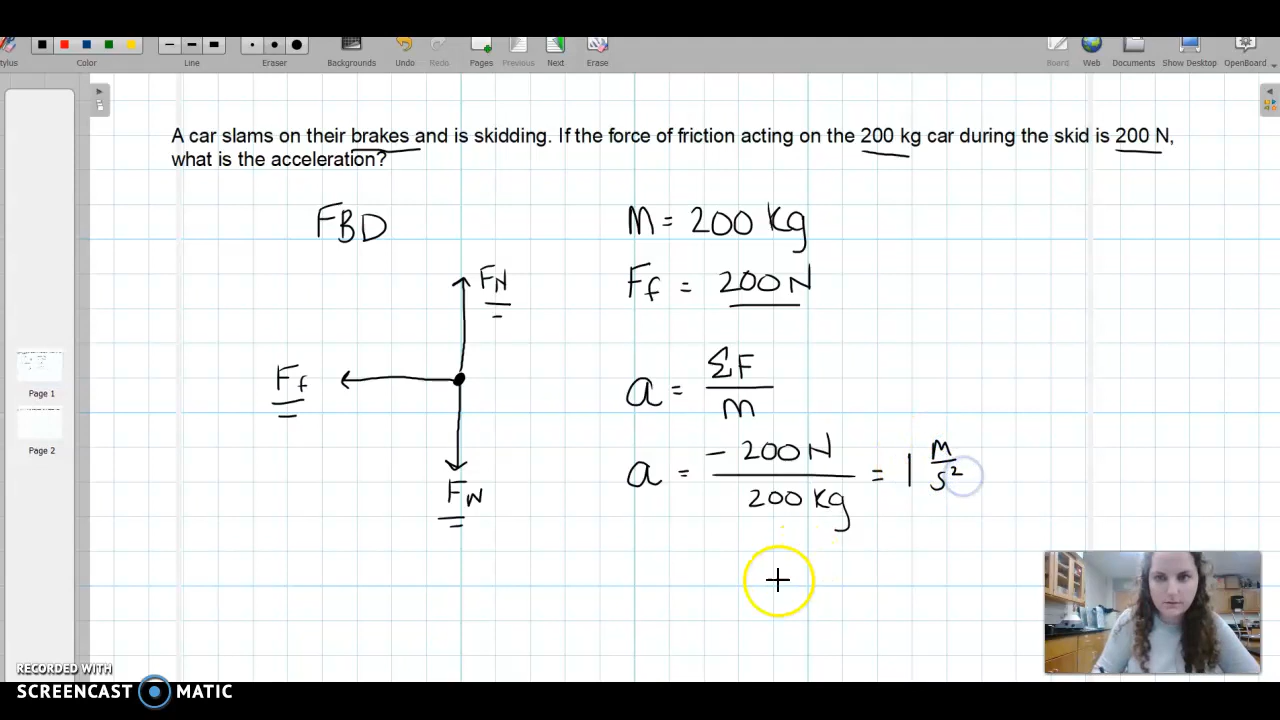 stylus
Color
Line
Eraser
Backgrounds
Undo
Redo
Pages
Previous
Next
Erase
Board
Web
Documents
Show Desktop
OpenBoard
A car slams on their brakes and is skidding. If the force of friction acting on the 200 kg car during the skid is 200 N,
what is the acceleration?
FBD
M = 200 Kg
FN
Ff = 200N
Ff
a = ΣF / M
a = -200N / 200 Kg = 1 M/s²
FW
Page 1
Page 2
RECORDED WITH
SCREENCAST MATIC